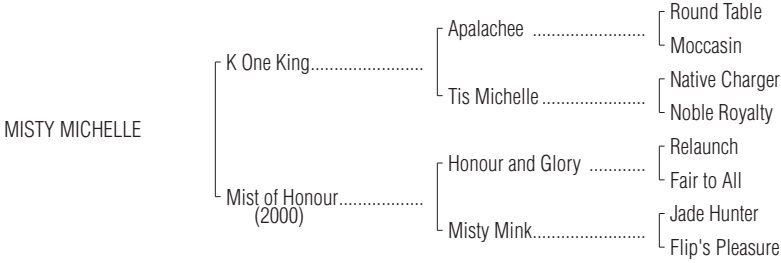 Round Table
Apalachee ........................
Moccasin
K One King........................
Native Charger
Tis Michelle ......................
Noble Royalty
MISTY MICHELLE
Relaunch
Honour and Glory ............
Fair to All
Mist of Honour..................
(2000)
Jade Hunter
Misty Mink........................
Flip's Pleasure